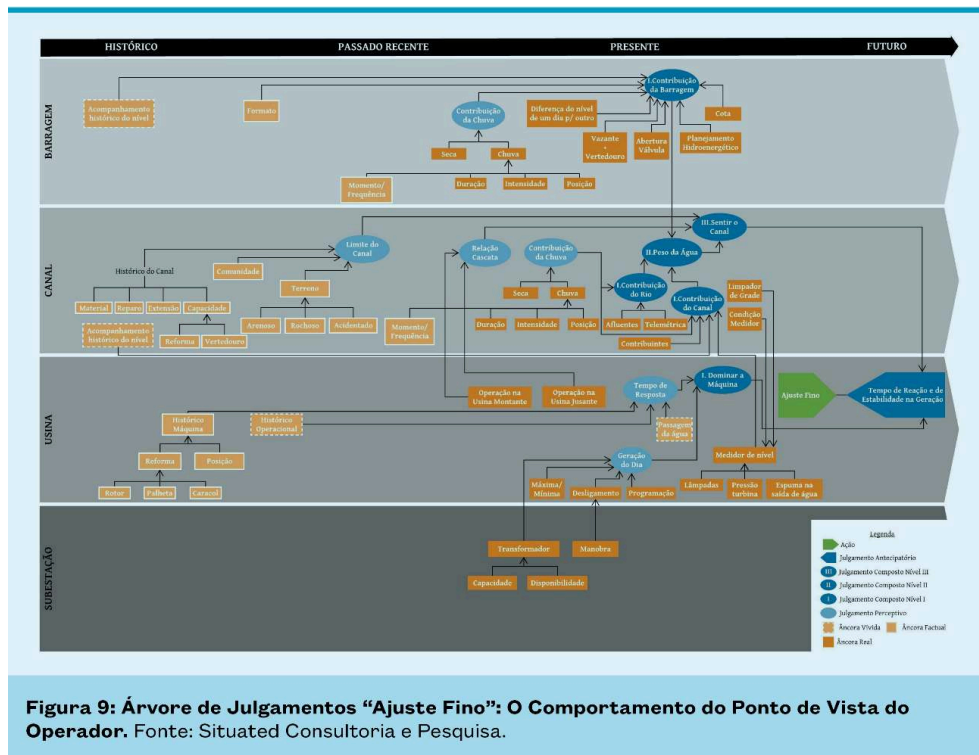 HISTÓRICO
PASSADO RECENTE
PRESENTE
FUTURO
BARRAGEM
Acompanhamento
histórico do nível
Formato
Contribuição
da Chuva
Seca
Chuva
Momento/
Frequência
Duração
Intensidade
Posição
Diferença do nível
de um dia p/ outro
I.Contribuição
da Barragem
Vazante
+
Vertedouro
Abertura
Válvula
Planejamento
Hidroenergético
Cota
CANAL
Histórico do Canal
Material
Reparo
Extensão
Capacidade
Acompanhamento
histórico do nível
Reforma
Vertedouro
Comunidade
Limite do
Canal
Terreno
Arenoso
Rochoso
Acidentado
Momento/
Frequência
Relação
Cascata
Contribuição
da Chuva
Seca
Chuva
Duração
Intensidade
Posição
III.Sentir o
Canal
II.Peso da Água
I.Contribuição
do Rio
I.Contribuição
do Canal
Afluentes
Telemétrica
Contribuintes
Limpador
de Grade
Condição
Medidor
USINA
Histórico
Máquina
Reforma
Posição
Rotor
Palheta
Caracol
Histórico
Operacional
Operação na
Usina Montante
Operação na
Usina Jusante
Tempo de
Resposta
I. Dominar a
Máquina
Passagem
da água
Geração
do Dia
Máxima/
Mínima
Desligamento
Programação
Medidor de nível
Lâmpadas
Pressão
turbina
Espuma na
saída de água
Ajuste Fino
Tempo de Reação e de
Estabilidade na Geração
SUBESTAÇÃO
Transformador
Manobra
Capacidade
Disponibilidade
Legenda
Ação
Julgamento Antecipatório
III Julgamento Composto Nível III
II Julgamento Composto Nível II
I Julgamento Composto Nível I
Julgamento Perceptivo
Âncora Vivida
Âncora Factual
Âncora Real
Figura 9: Árvore de Julgamentos “Ajuste Fino”: O Comportamento do Ponto de Vista do
Operador. Fonte: Situated Consultoria e Pesquisa.